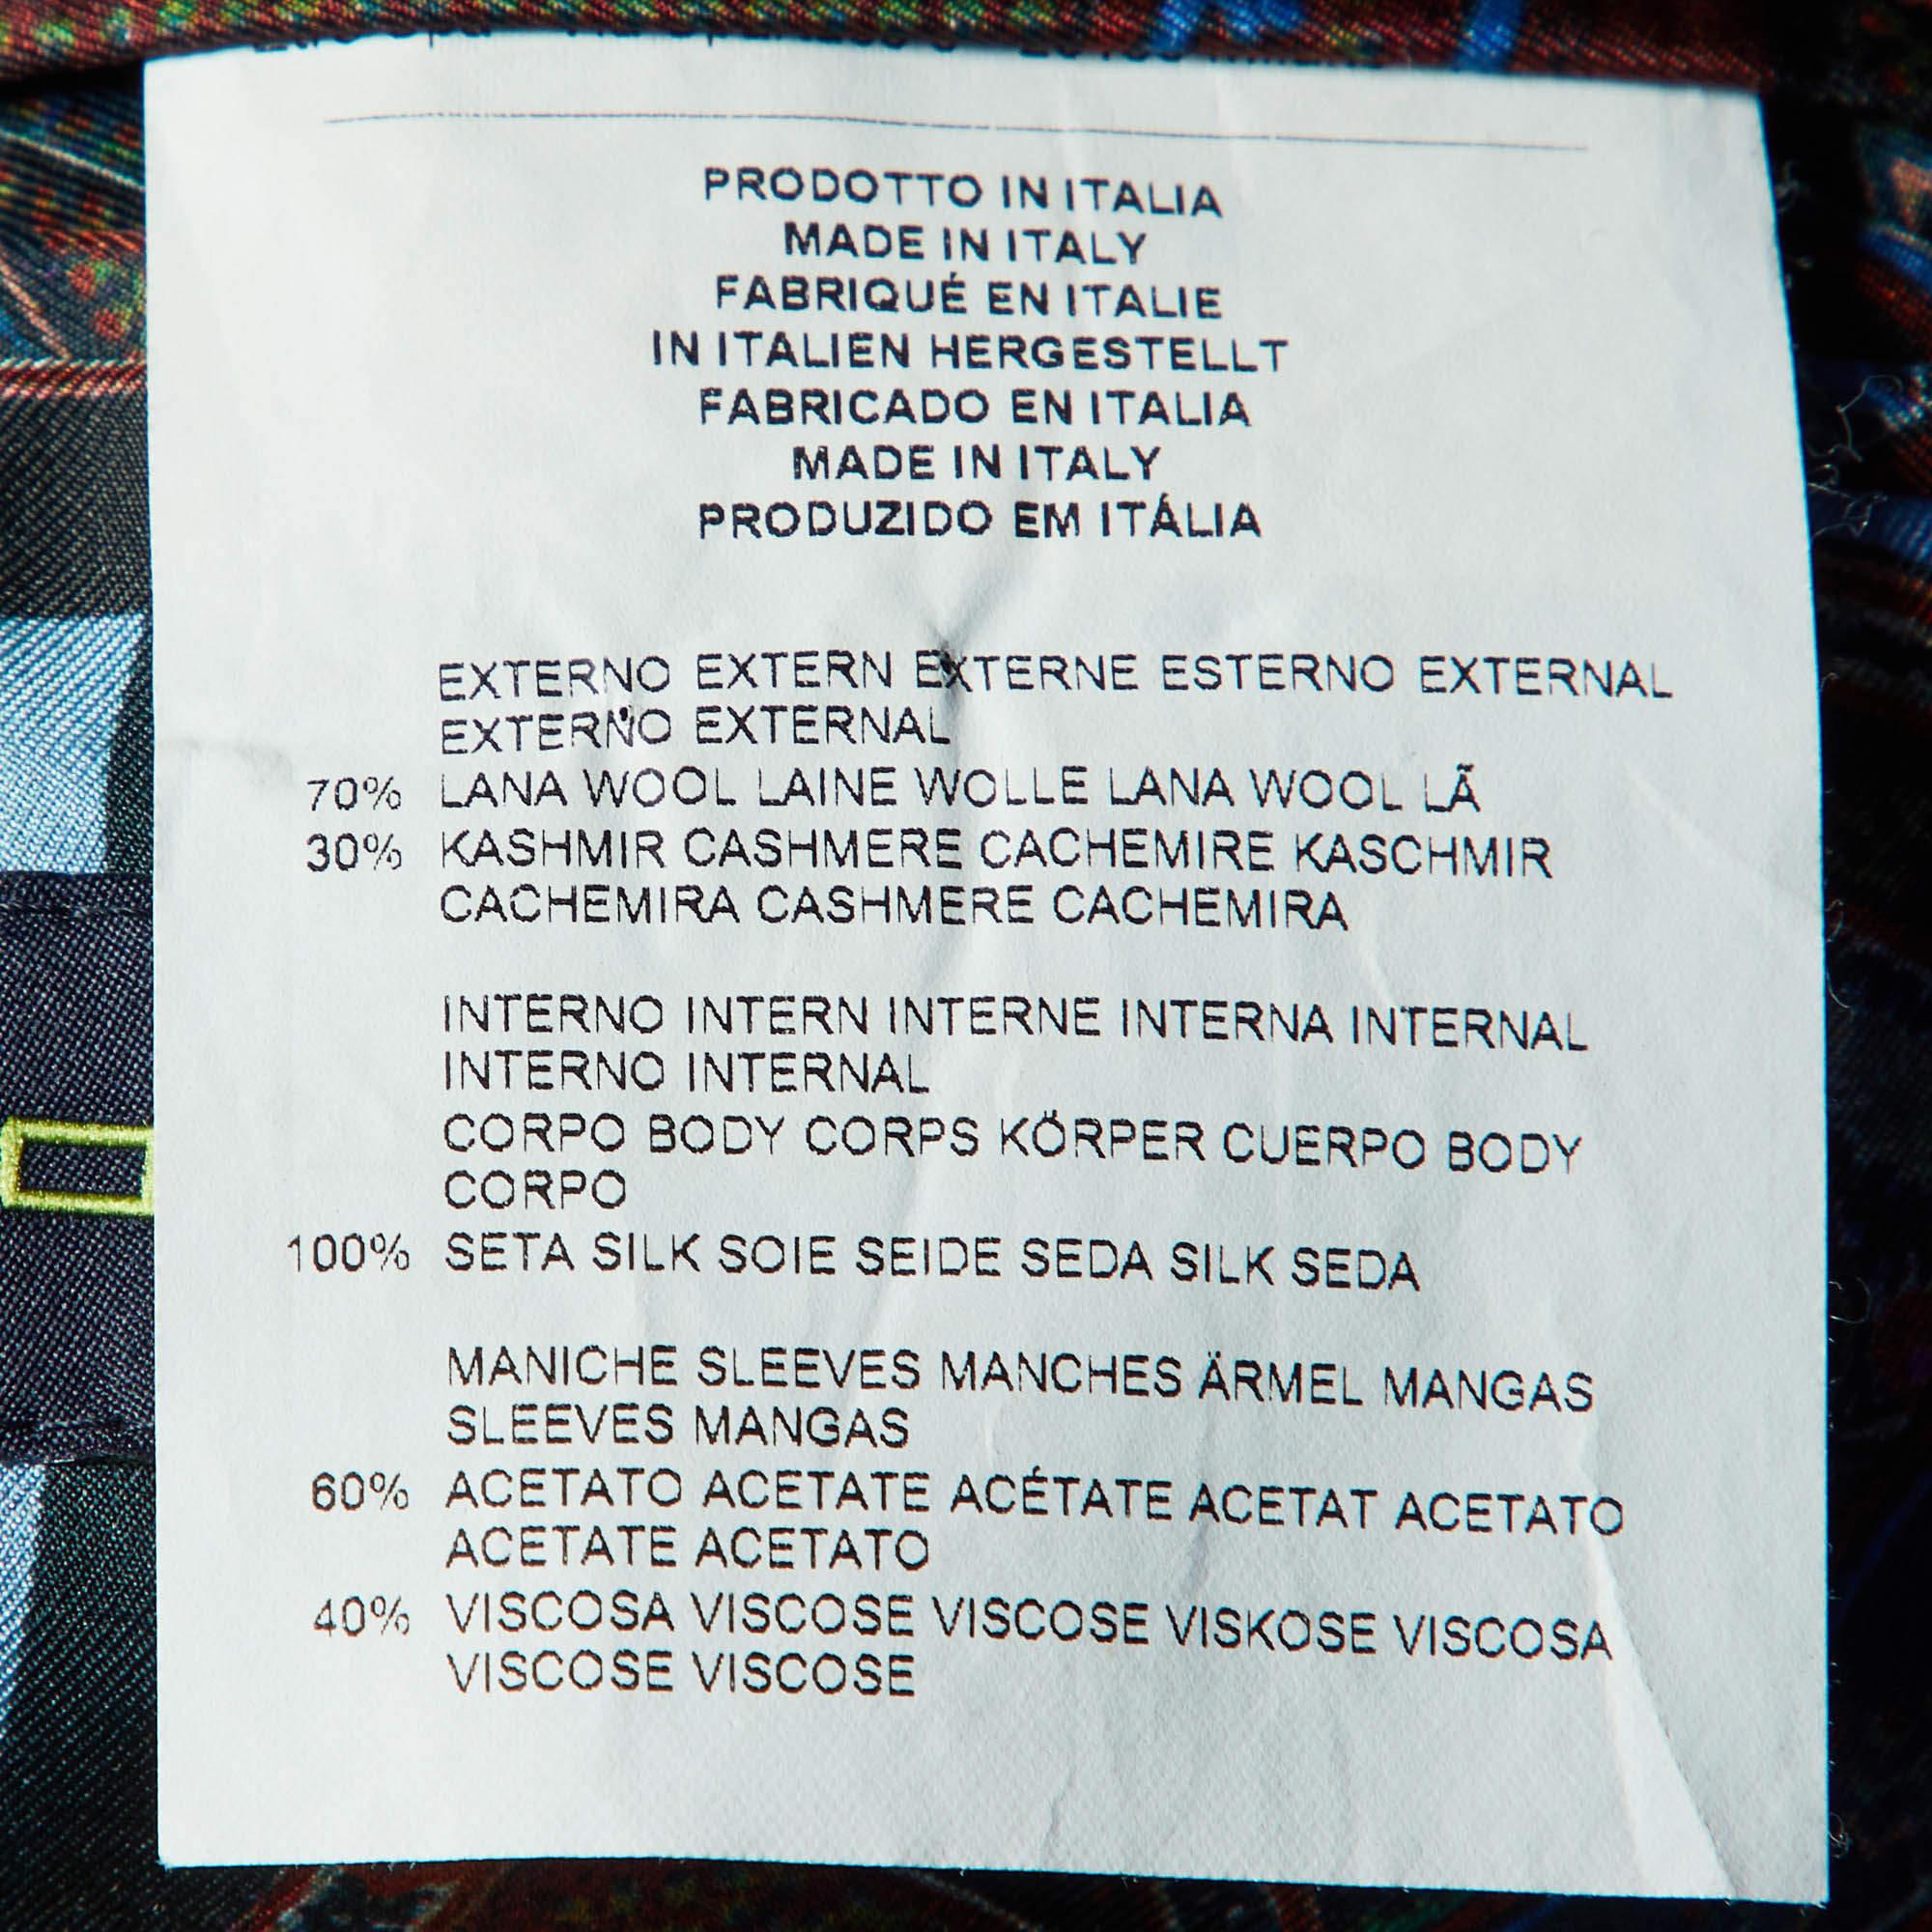 PRODOTTO IN ITALIA
MADE IN ITALY
FABRIQUÉ EN ITALIE
IN ITALIEN HERGESTELLT
FABRICADO EN ITALIA
MADE IN ITALY
PRODUZIDO EM ITÁLIA
EXTERNO EXTERN EXTERNE ESTERNO EXTERNAL
EXTERNO EXTERNAL
70% LANA WOOL LAINE WOLLE LANA WOOL LÃ
30% KASHMIR CASHMERE CACHEMIRE KASCHMIR
CACHEMIRA CASHMERE CACHEMIRA
INTERNO INTERN INTERNE INTERNA INTERNAL
INTERNO INTERNAL
CORPO BODY CORPS KÖRPER CUERPO BODY
CORPO
100% SETA SILK SOIE SEIDE SEDA SILK SEDA
MANICHE SLEEVES MANCHES ÄRMEL MANGAS
SLEEVES MANGAS
60% ACETATO ACETATE ACÉTATE ACETAT ACETATO
ACETATE ACETATO
40% VISCOSA VISCOSE VISCOSE VISKOSE VISCOSA
VISCOSE VISCOSE